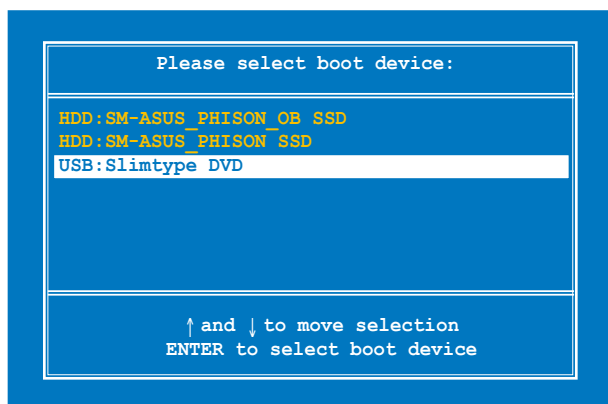 Please select boot device:
HDD:SM-ASUS_PHISON_OB SSD
HDD:SM-ASUS_PHISON SSD
USB:Slimtype DVD
↑ and ↓ to move selection
ENTER to select boot device